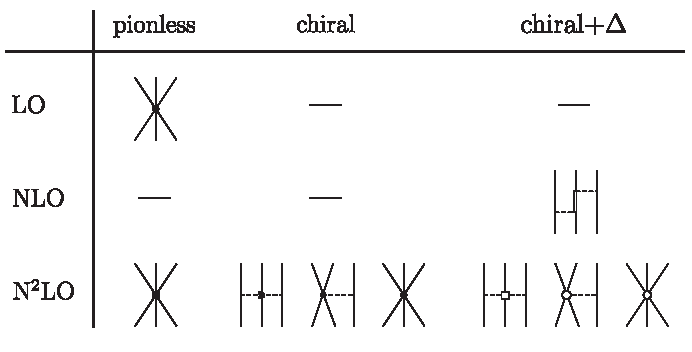 pionless chiral chiral+Δ
LO — —
NLO — —
N²LO